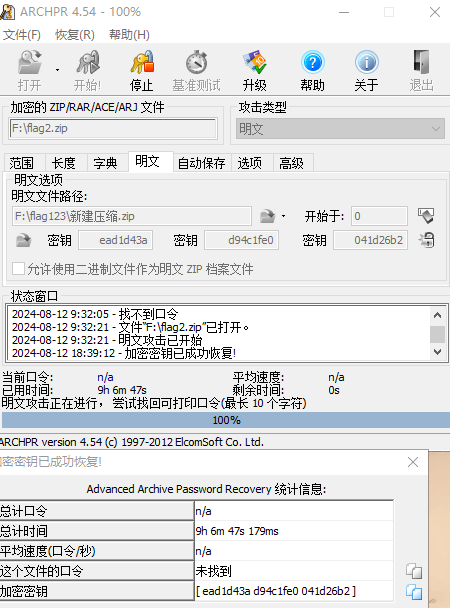 ARCHPR 4.54 - 100%
文件(F) 恢复(R) 帮助(H)
打开 开始! 停止 基准测试 升级 帮助 关于 退出
加密的 ZIP/RAR/ACE/ARJ 文件 攻击类型
F:\flag2.zip 明文
范围 长度 字典 明文 自动保存 选项 高级
明文选项
明文文件路径:
F:\flag123\新建压缩.zip 开始于: 0
密钥 ead1d43a 密钥 d94c1fe0 密钥 041d26b2
允许使用二进制文件作为明文 ZIP 档案文件
状态窗口
2024-08-12 9:32:05 - 找不到口令
2024-08-12 9:32:21 - 文件"F:\flag2.zip"已打开。
2024-08-12 9:32:21 - 明文攻击已开始
2024-08-12 18:39:12 - 加密密钥已成功恢复!
当前口令: n/a 平均速度: n/a
已用时间: 9h 6m 47s 剩余时间: 0s
明文攻击正在进行，尝试找回可打印口令(最长 10 个字符)
100%
ARCHPR version 4.54 (c) 1997-2012 ElcomSoft Co. Ltd.
密密钥已成功恢复!
Advanced Archive Password Recovery 统计信息:
总计口令 n/a
总计时间 9h 6m 47s 179ms
平均速度(口令/秒) n/a
这个文件的口令 未找到
加密密钥 [ ead1d43a d94c1fe0 041d26b2 ]